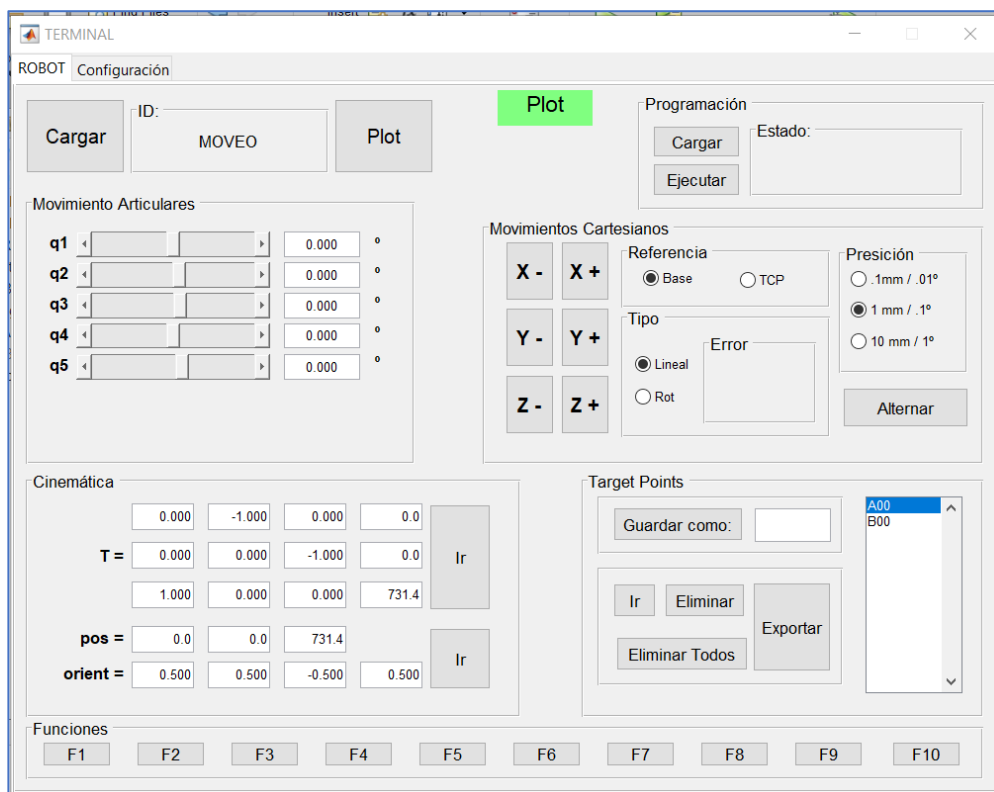 TERMINAL
ROBOT Configuración
Cargar
ID:
MOVEO
Plot
Plot
Programación
Cargar
Ejecutar
Estado:
Movimiento Articulares
q1 0.000 º
q2 0.000 º
q3 0.000 º
q4 0.000 º
q5 0.000 º
Movimientos Cartesianos
X - X +
Y - Y +
Z - Z +
Referencia
Base TCP
Tipo
Lineal
Rot
Error
Presición
.1mm / .01º
1 mm / .1º
10 mm / 1º
Alternar
Cinemática
0.000 -1.000 0.000 0.0
T = 0.000 0.000 -1.000 0.0
1.000 0.000 0.000 731.4
Ir
pos = 0.0 0.0 731.4
orient = 0.500 0.500 -0.500 0.500
Ir
Target Points
Guardar como:
Ir Eliminar
Eliminar Todos
Exportar
A00
B00
Funciones
F1 F2 F3 F4 F5 F6 F7 F8 F9 F10